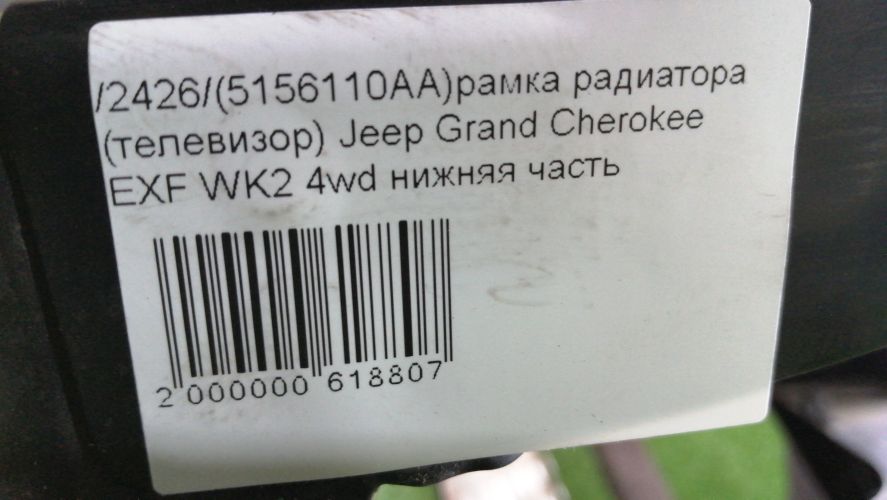 /2426/(5156110AA)рамка радиатора
(телевизор) Jeep Grand Cherokee
EXF WK2 4wd нижняя часть
2 000000 618807